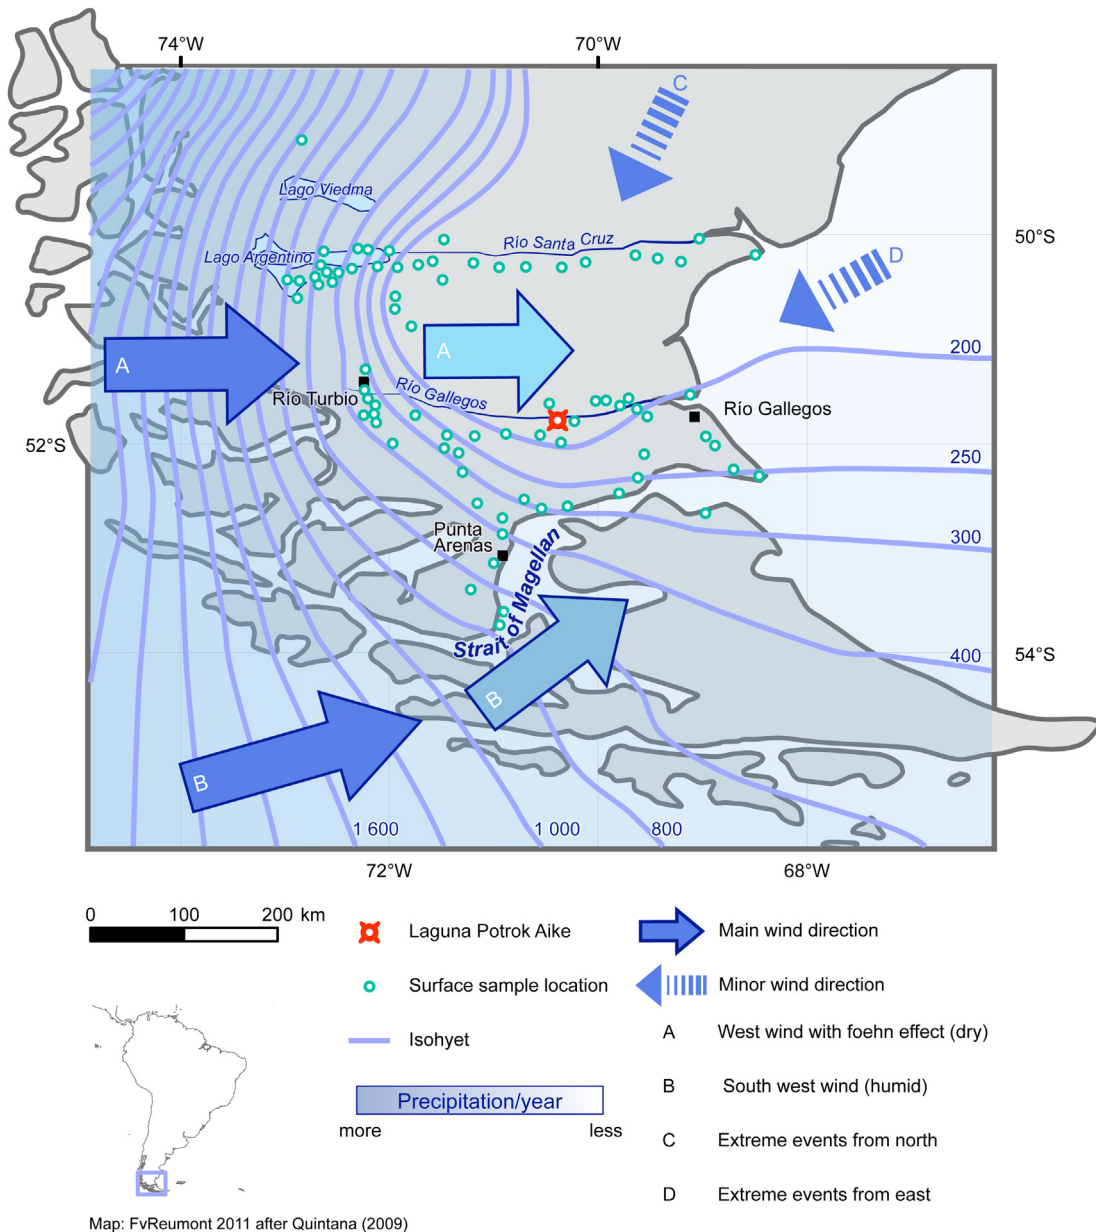 74°W
70°W
C
Lago Viedma
Río Santa Cruz
50°S
Lago Argentino
D
A
A
200
Río Turbio
Río Gallegos
Río Gallegos
52°S
250
Punta
Arenas
300
Strait of Magellan
400
54°S
B
B
1 600
1 000
800
72°W
68°W
0
100
200 km
Laguna Potrok Aike
Main wind direction
Surface sample location
Minor wind direction
Isohyet
A
West wind with foehn effect (dry)
B
South west wind (humid)
Precipitation/year
more
less
C
Extreme events from north
D
Extreme events from east
Map: FvReumont 2011 after Quintana (2009)